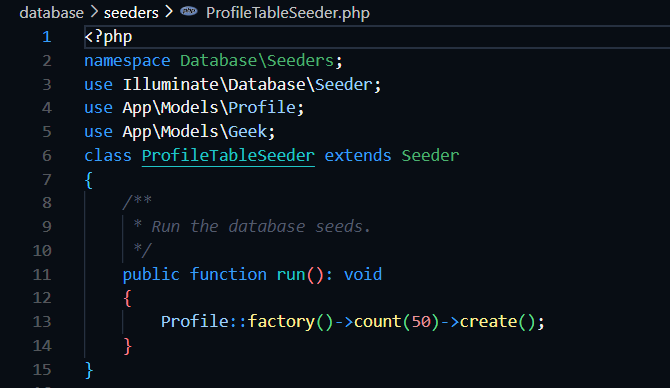 database > seeders > php ProfileTableSeeder.php
1 <?php
2 namespace Database\Seeders;
3 use Illuminate\Database\Seeder;
4 use App\Models\Profile;
5 use App\Models\Geek;
6 class ProfileTableSeeder extends Seeder
7 {
8     /**
9      * Run the database seeds.
10      */
11     public function run(): void
12     {
13         Profile::factory()->count(50)->create();
14     }
15 }